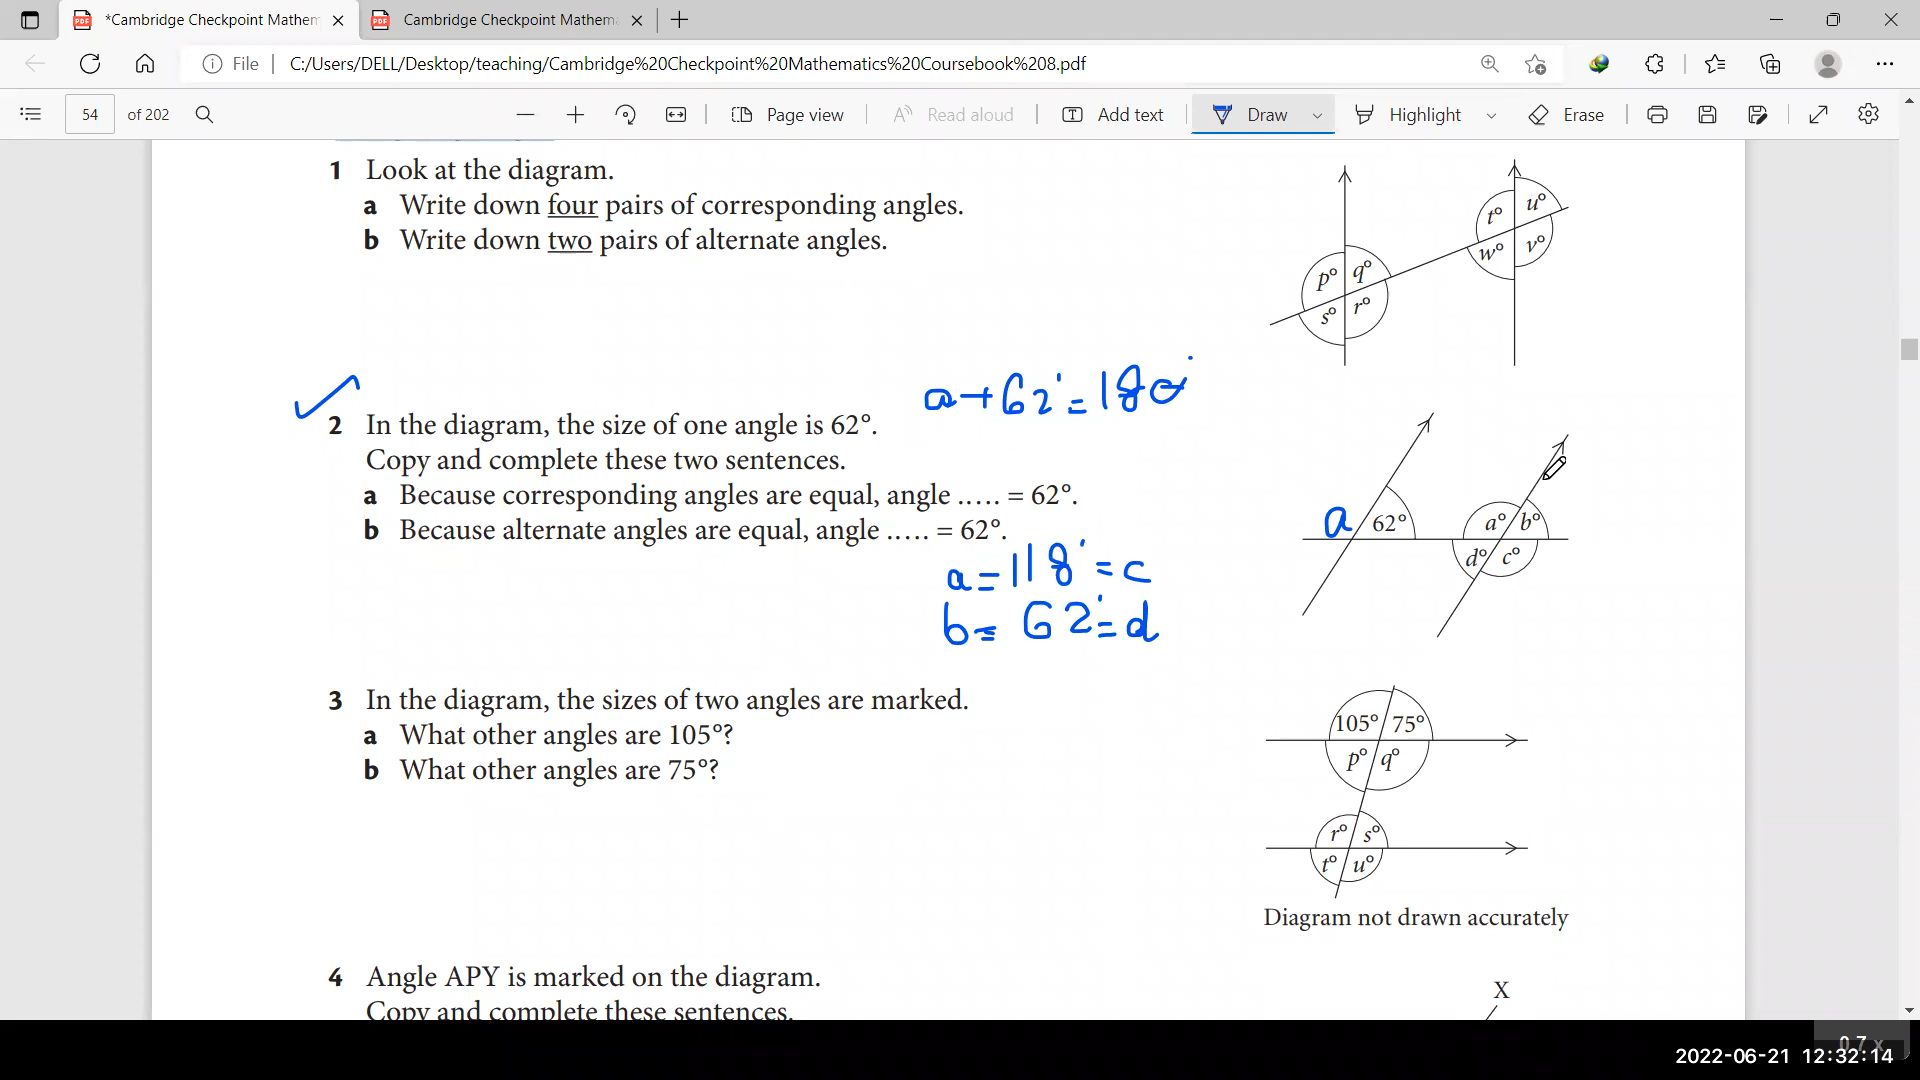 *Cambridge Checkpoint Mathem
Cambridge Checkpoint Mathema
File
C:/Users/DELL/Desktop/teaching/Cambridge%20Checkpoint%20Mathematics%20Coursebook%208.pdf
54 of 202
Page view
Read aloud
Add text
Draw
Highlight
Erase
1 Look at the diagram.
a Write down four pairs of corresponding angles.
b Write down two pairs of alternate angles.
t° u°
w° v°
p° q°
s° r°
a+62°=180°
2 In the diagram, the size of one angle is 62°.
Copy and complete these two sentences.
a Because corresponding angles are equal, angle ..... = 62°.
b Because alternate angles are equal, angle ..... = 62°.
a 62° a° b°
d° c°
a=118°=c
b=62°=d
3 In the diagram, the sizes of two angles are marked.
a What other angles are 105°?
b What other angles are 75°?
105° 75°
p° q°
r° s°
t° u°
Diagram not drawn accurately
4 Angle APY is marked on the diagram.
Copy and complete these sentences.
X
0.7 x
2022-06-21 12:32:14